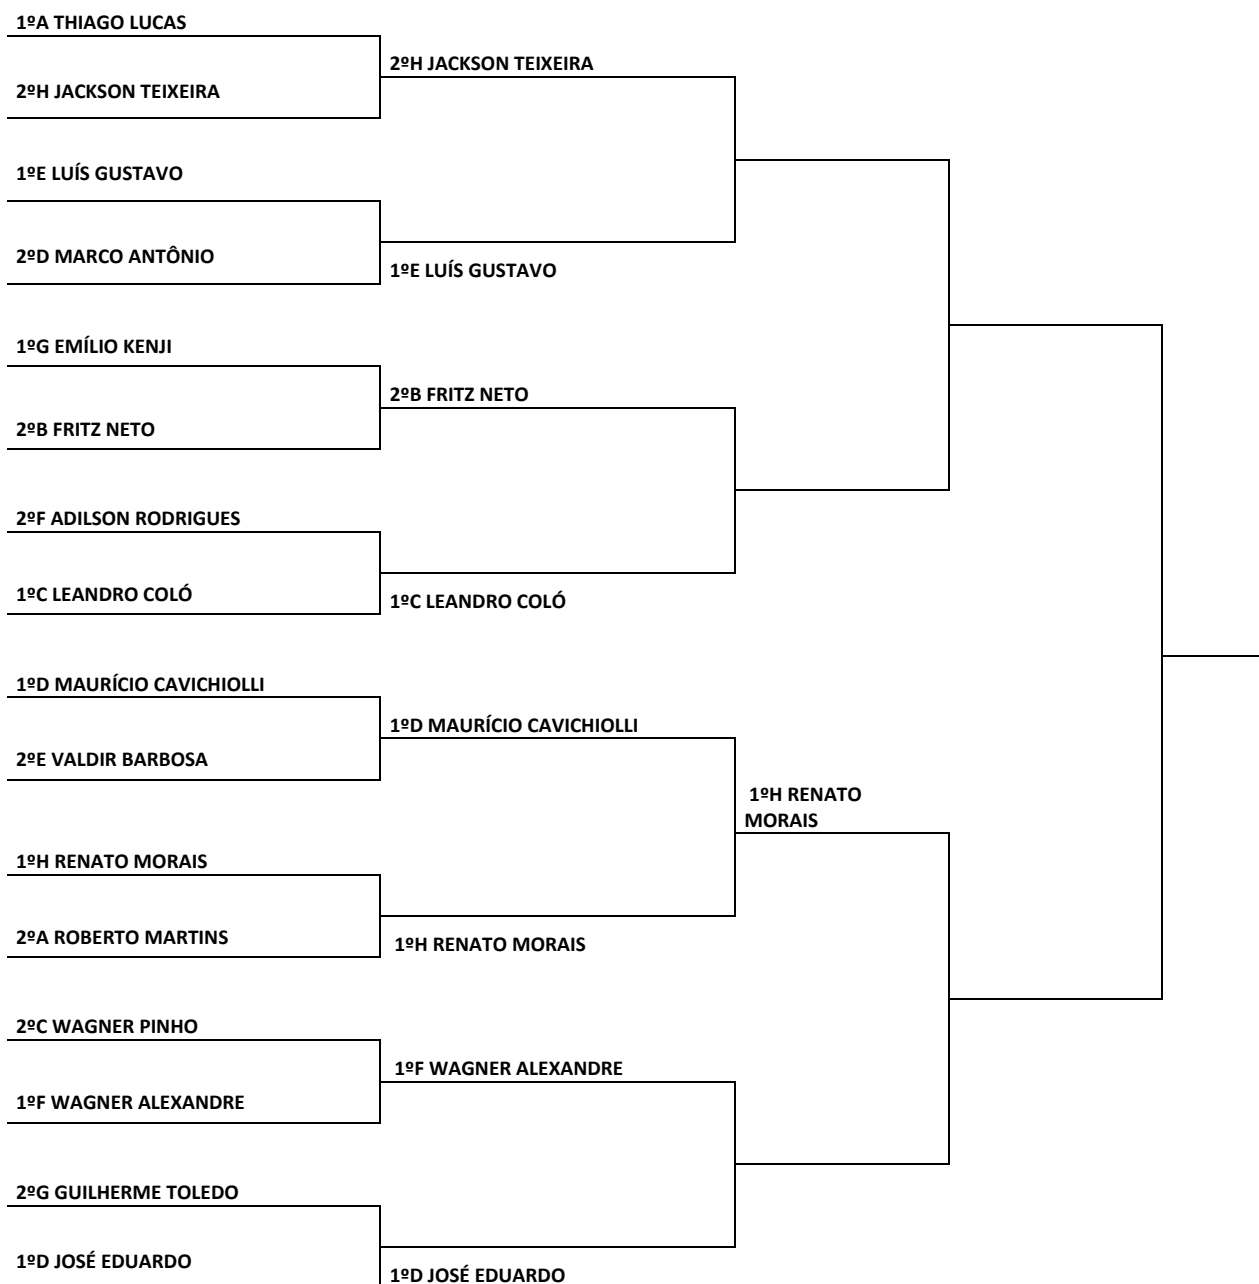 1ºA THIAGO LUCAS
2ºH JACKSON TEIXEIRA
2ºH JACKSON TEIXEIRA
1ºE LUÍS GUSTAVO
2ºD MARCO ANTÔNIO
1ºE LUÍS GUSTAVO
1ºG EMÍLIO KENJI
2ºB FRITZ NETO
2ºB FRITZ NETO
2ºF ADILSON RODRIGUES
1ºC LEANDRO COLÓ
1ºC LEANDRO COLÓ
1ºD MAURÍCIO CAVICHIOLLI
1ºD MAURÍCIO CAVICHIOLLI
2ºE VALDIR BARBOSA
1ºH RENATO
MORAIS
1ºH RENATO MORAIS
2ºA ROBERTO MARTINS
1ºH RENATO MORAIS
2ºC WAGNER PINHO
1ºF WAGNER ALEXANDRE
1ºF WAGNER ALEXANDRE
2ºG GUILHERME TOLEDO
1ºD JOSÉ EDUARDO
1ºD JOSÉ EDUARDO